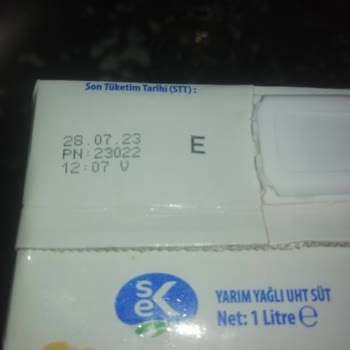 Son Tüketim Tarihi (STT) :
28.07.23
PN:23022
12:07 V
E
sek
YARIM YAĞLI UHT SÜT
Net: 1 Litre ℮